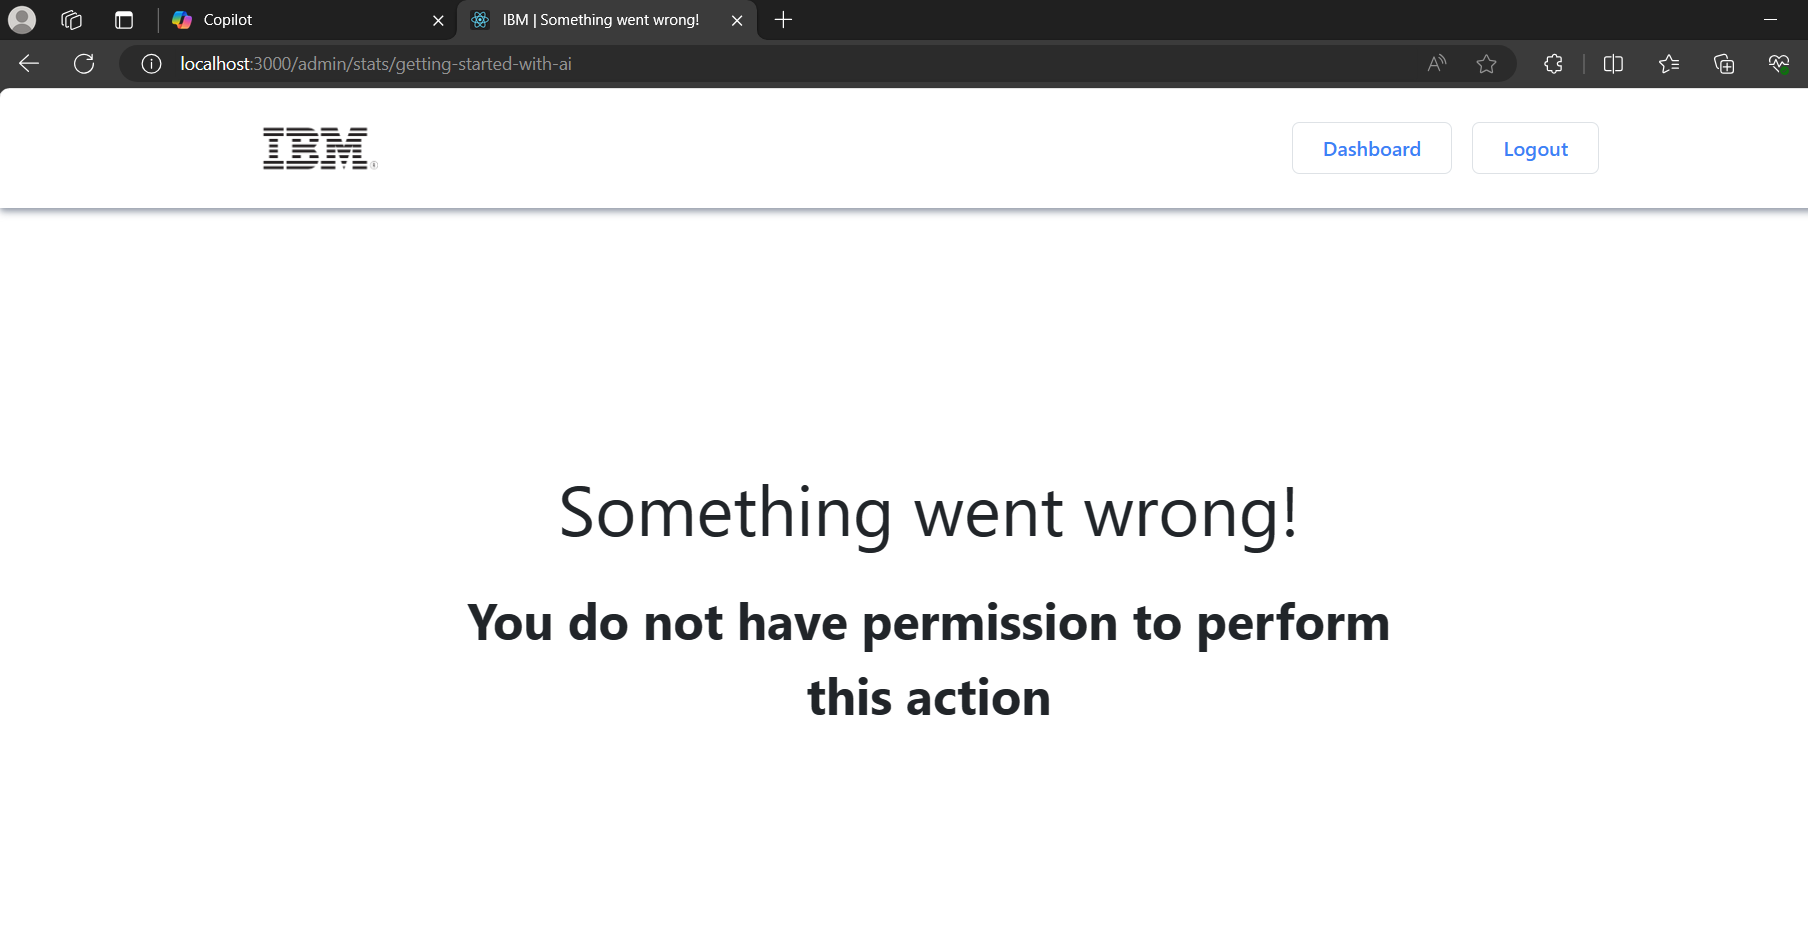 Copilot
IBM | Something went wrong!
localhost:3000/admin/stats/getting-started-with-ai
IBM
Dashboard
Logout
Something went wrong!
You do not have permission to perform
this action